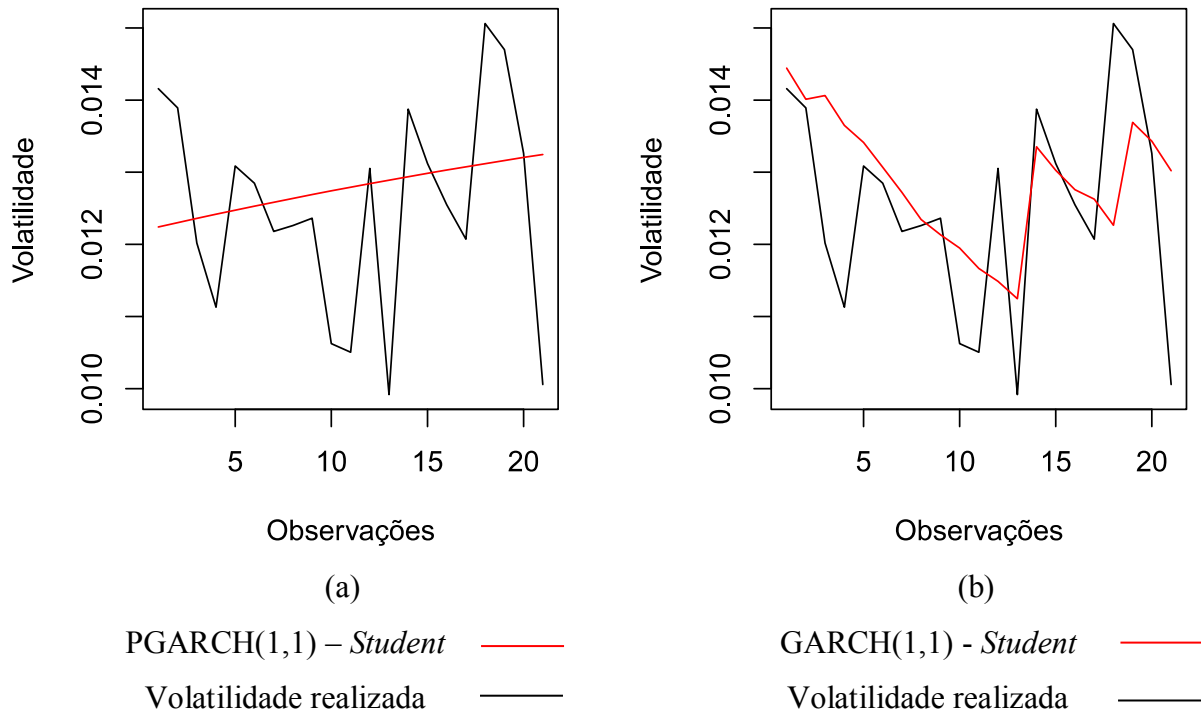 Volatilidade
0.014
0.012
0.010
5
10
15
20
Observações
(a)
PGARCH(1,1) – Student
Volatilidade realizada
Volatilidade
0.014
0.012
0.010
5
10
15
20
Observações
(b)
GARCH(1,1) - Student
Volatilidade realizada